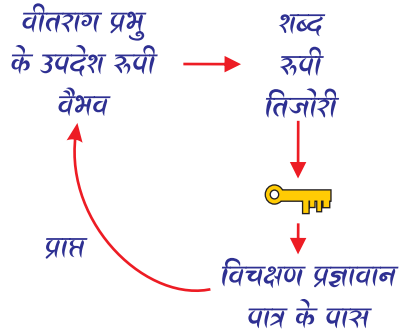 वीतराग प्रभु
के उपदेश रूपी
वैभव
शब्द
रूपी
तिजोरी
प्राप्त
विचक्षण प्रज्ञावान
पात्र के पास